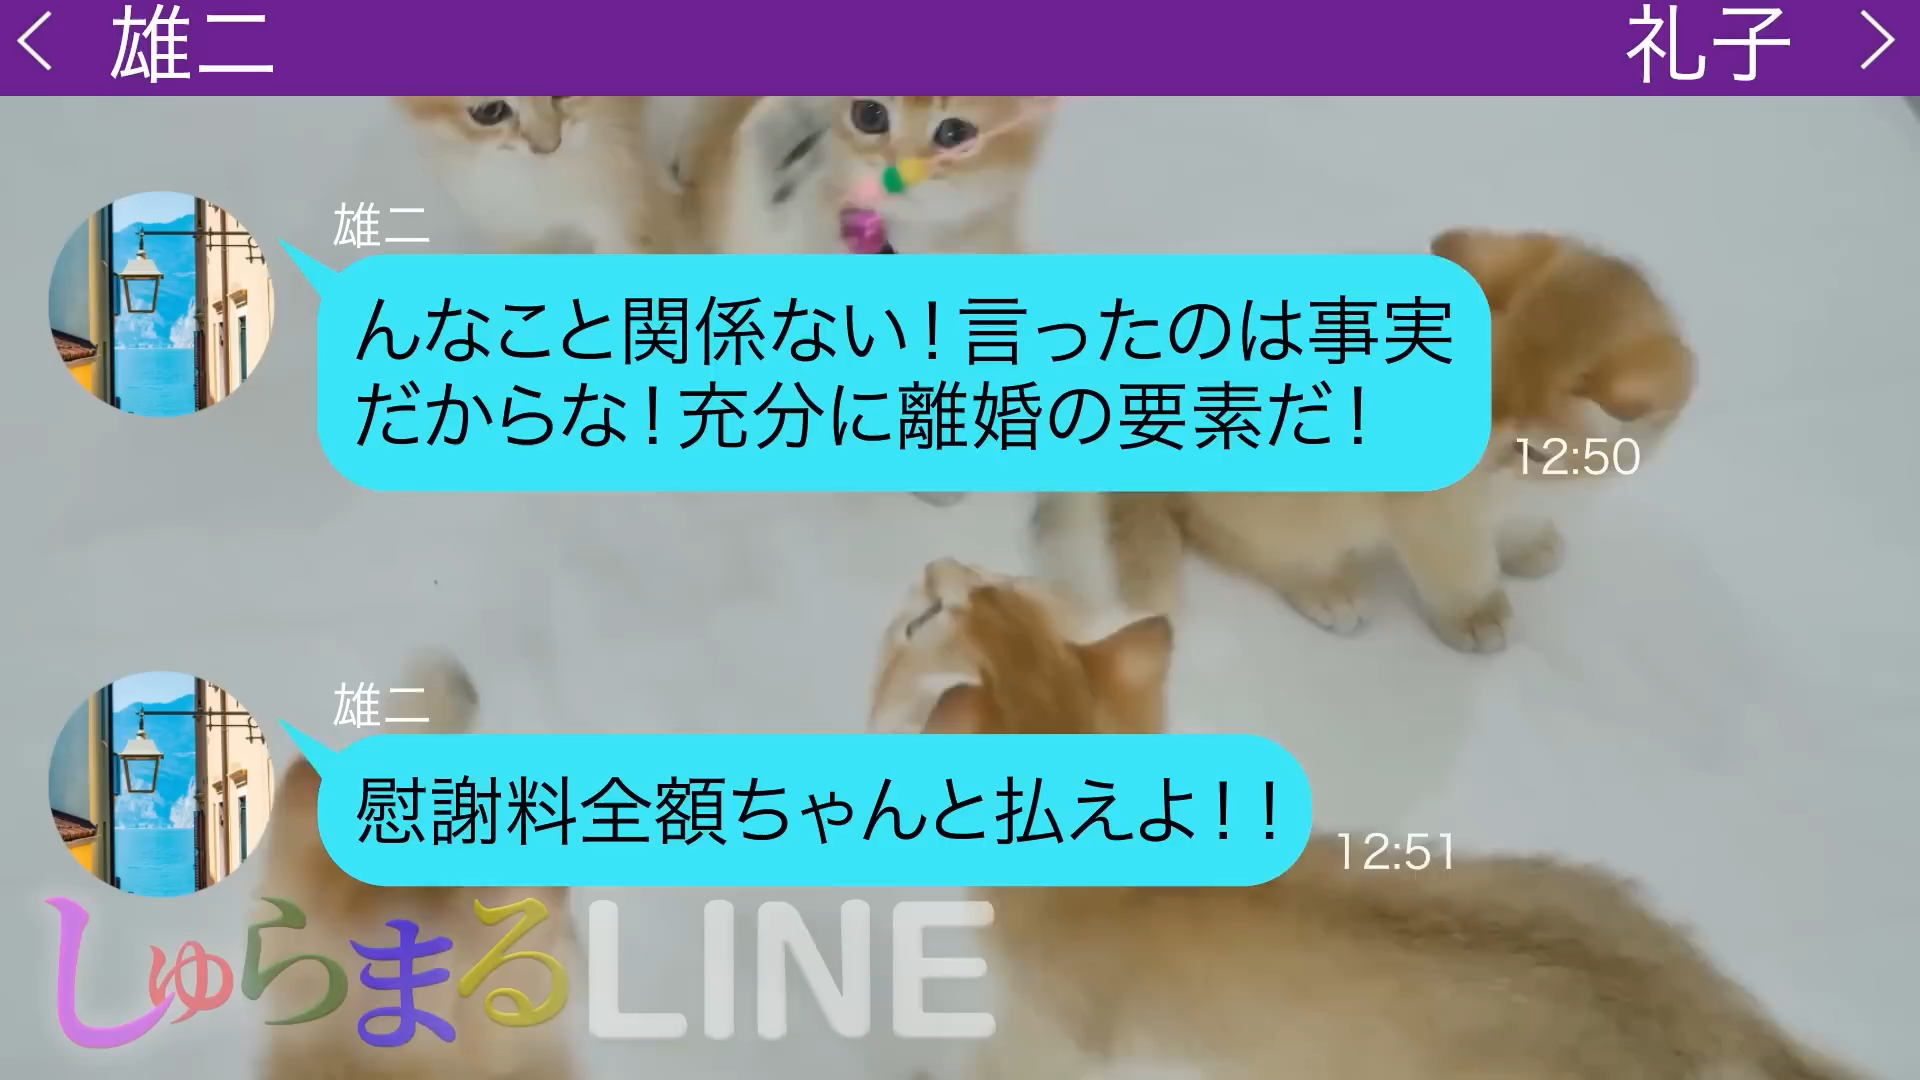 雄二
礼子
雄二
んなこと関係ない！言ったのは事実
だからな！充分に離婚の要素だ！
12:50
雄二
慰謝料全額ちゃんと払えよ！！
12:51
しゅらまるLINE